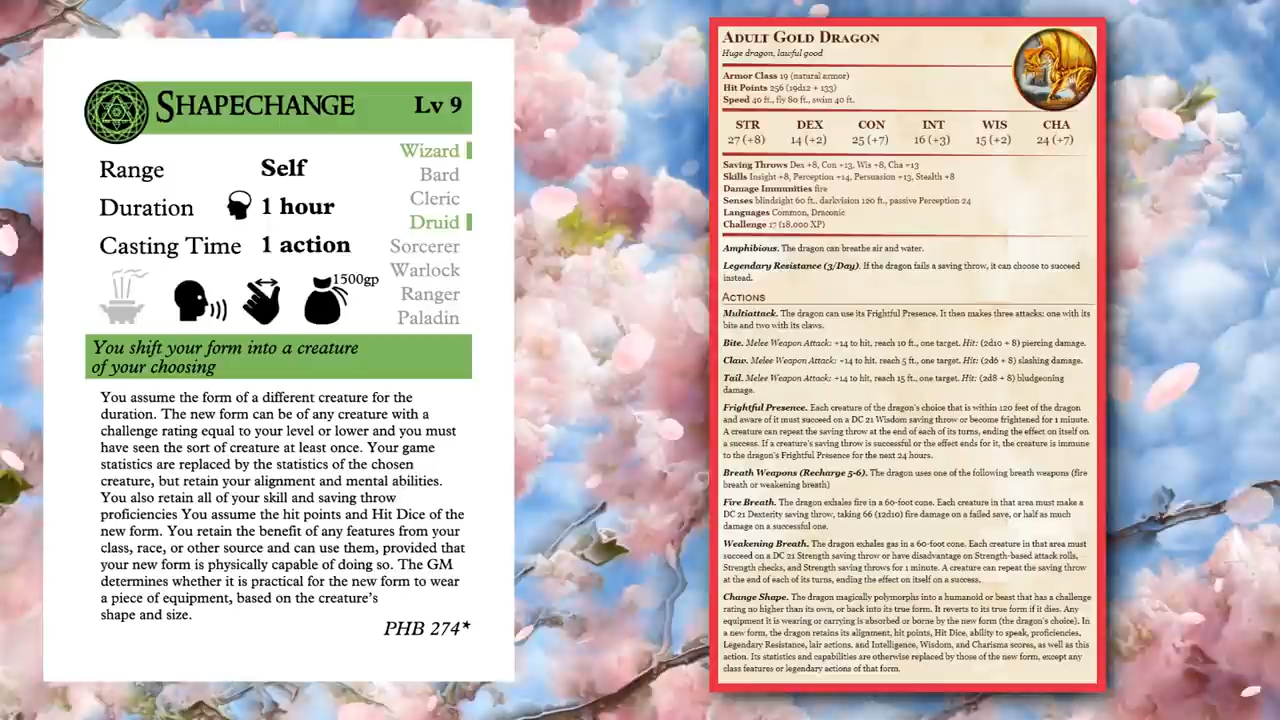 SHAPECHANGE Lv 9
Range Self
Duration 1 hour
Casting Time 1 action
1500gp
Wizard
Bard
Cleric
Druid
Sorcerer
Warlock
Ranger
Paladin
You shift your form into a creature
of your choosing
You assume the form of a different creature for the
duration. The new form can be of any creature with a
challenge rating equal to your level or lower and you must
have seen the sort of creature at least once. Your game
statistics are replaced by the statistics of the chosen
creature, but retain your alignment and mental abilities.
You also retain all of your skill and saving throw
proficiencies You assume the hit points and Hit Dice of the
new form. You retain the benefit of any features from your
class, race, or other source and can use them, provided that
your new form is physically capable of doing so. The GM
determines whether it is practical for the new form to wear
a piece of equipment, based on the creature's
shape and size.
PHB 274*
ADULT GOLD DRAGON
Huge dragon, lawful good
Armor Class 19 (natural armor)
Hit Points 256 (19d12 + 133)
Speed 40 ft., fly 80 ft., swim 40 ft.
STR DEX CON INT WIS CHA
27 (+8) 14 (+2) 25 (+7) 16 (+3) 15 (+2) 24 (+7)
Saving Throws Dex +8, Con +13, Wis +8, Cha +13
Skills Insight +8, Perception +14, Persuasion +13, Stealth +8
Damage Immunities fire
Senses blindsight 60 ft., darkvision 120 ft., passive Perception 24
Languages Common, Draconic
Challenge 17 (18,000 XP)
Amphibious. The dragon can breathe air and water.
Legendary Resistance (3/Day). If the dragon fails a saving throw, it can choose to succeed
instead.
ACTIONS
Multiattack. The dragon can use its Frightful Presence. It then makes three attacks: one with its
bite and two with its claws.
Bite. Melee Weapon Attack: +14 to hit, reach 10 ft., one target. Hit: (2d10 + 8) piercing damage.
Claw. Melee Weapon Attack: +14 to hit, reach 5 ft., one target. Hit: (2d6 + 8) slashing damage.
Tail. Melee Weapon Attack: +14 to hit, reach 15 ft., one target. Hit: (2d8 + 8) bludgeoning
damage.
Frightful Presence. Each creature of the dragon's choice that is within 120 feet of the dragon
and aware of it must succeed on a DC 21 Wisdom saving throw or become frightened for 1 minute.
A creature can repeat the saving throw at the end of each of its turns, ending the effect on itself on
a success. If a creature's saving throw is successful or the effect ends for it, the creature is immune
to the dragon's Frightful Presence for the next 24 hours.
Breath Weapons (Recharge 5-6). The dragon uses one of the following breath weapons (fire
breath or weakening breath)
Fire Breath. The dragon exhales fire in a 60-foot cone. Each creature in that area must make a
DC 21 Dexterity saving throw, taking 66 (12d10) fire damage on a failed save, or half as much
damage on a successful one.
Weakening Breath. The dragon exhales gas in a 60-foot cone. Each creature in that area must
succeed on a DC 21 Strength saving throw or have disadvantage on Strength-based attack rolls,
Strength checks, and Strength saving throws for 1 minute. A creature can repeat the saving throw
at the end of each of its turns, ending the effect on itself on a success.
Change Shape. The dragon magically polymorphs into a humanoid or beast that has a challenge
rating no higher than its own, or back into its true form. It reverts to its true form if it dies. Any
equipment it is wearing or carrying is absorbed or borne by the new form (the dragon's choice). In
a new form, the dragon retains its alignment, hit points, Hit Dice, ability to speak, proficiencies,
Legendary Resistance, lair actions, and Intelligence, Wisdom, and Charisma scores, as well as this
action. Its statistics and capabilities are otherwise replaced by those of the new form, except any
class features or legendary actions of that form.